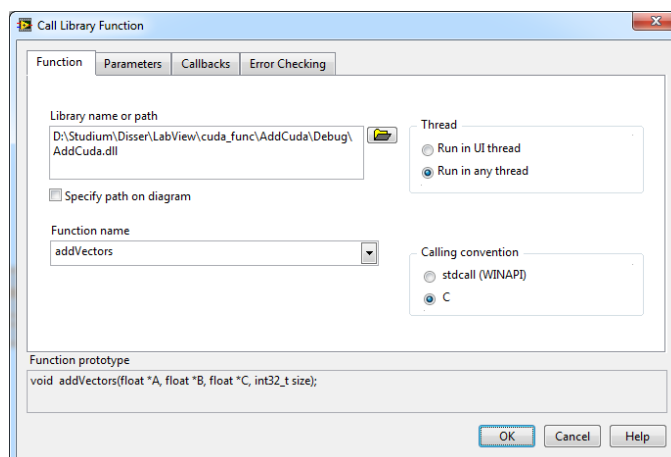 Call Library Function
Function
Parameters
Callbacks
Error Checking
Library name or path
D:\Studium\Disser\LabView\cuda_func\AddCuda\Debug\
AddCuda.dll
Specify path on diagram
Function name
addVectors
Thread
Run in UI thread
Run in any thread
Calling convention
stdcall (WINAPI)
C
Function prototype
void addVectors(float *A, float *B, float *C, int32_t size);
OK
Cancel
Help